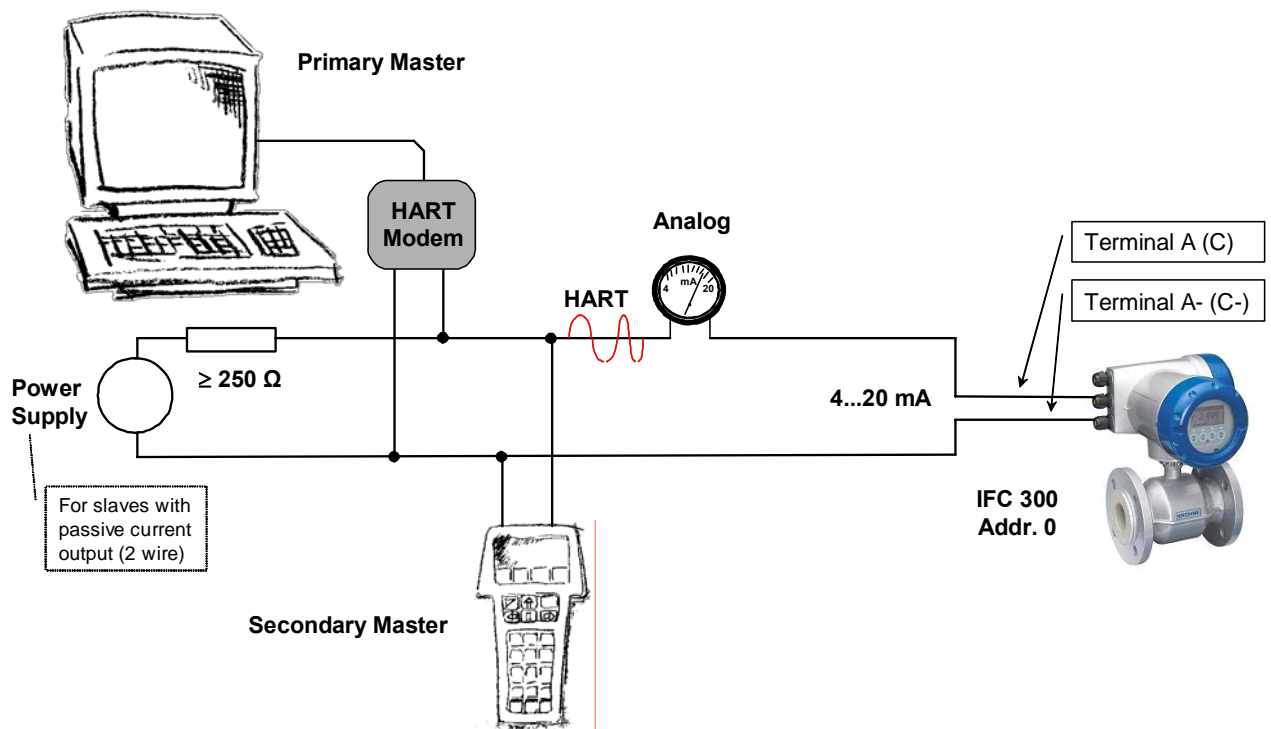 Primary Master
HART
Modem
Analog
4
mA
20
HART
Terminal A (C)
Terminal A- (C-)
≥ 250 Ω
Power
Supply
4...20 mA
For slaves with
passive current
output (2 wire)
IFC 300
Addr. 0
KROHNE
Secondary Master